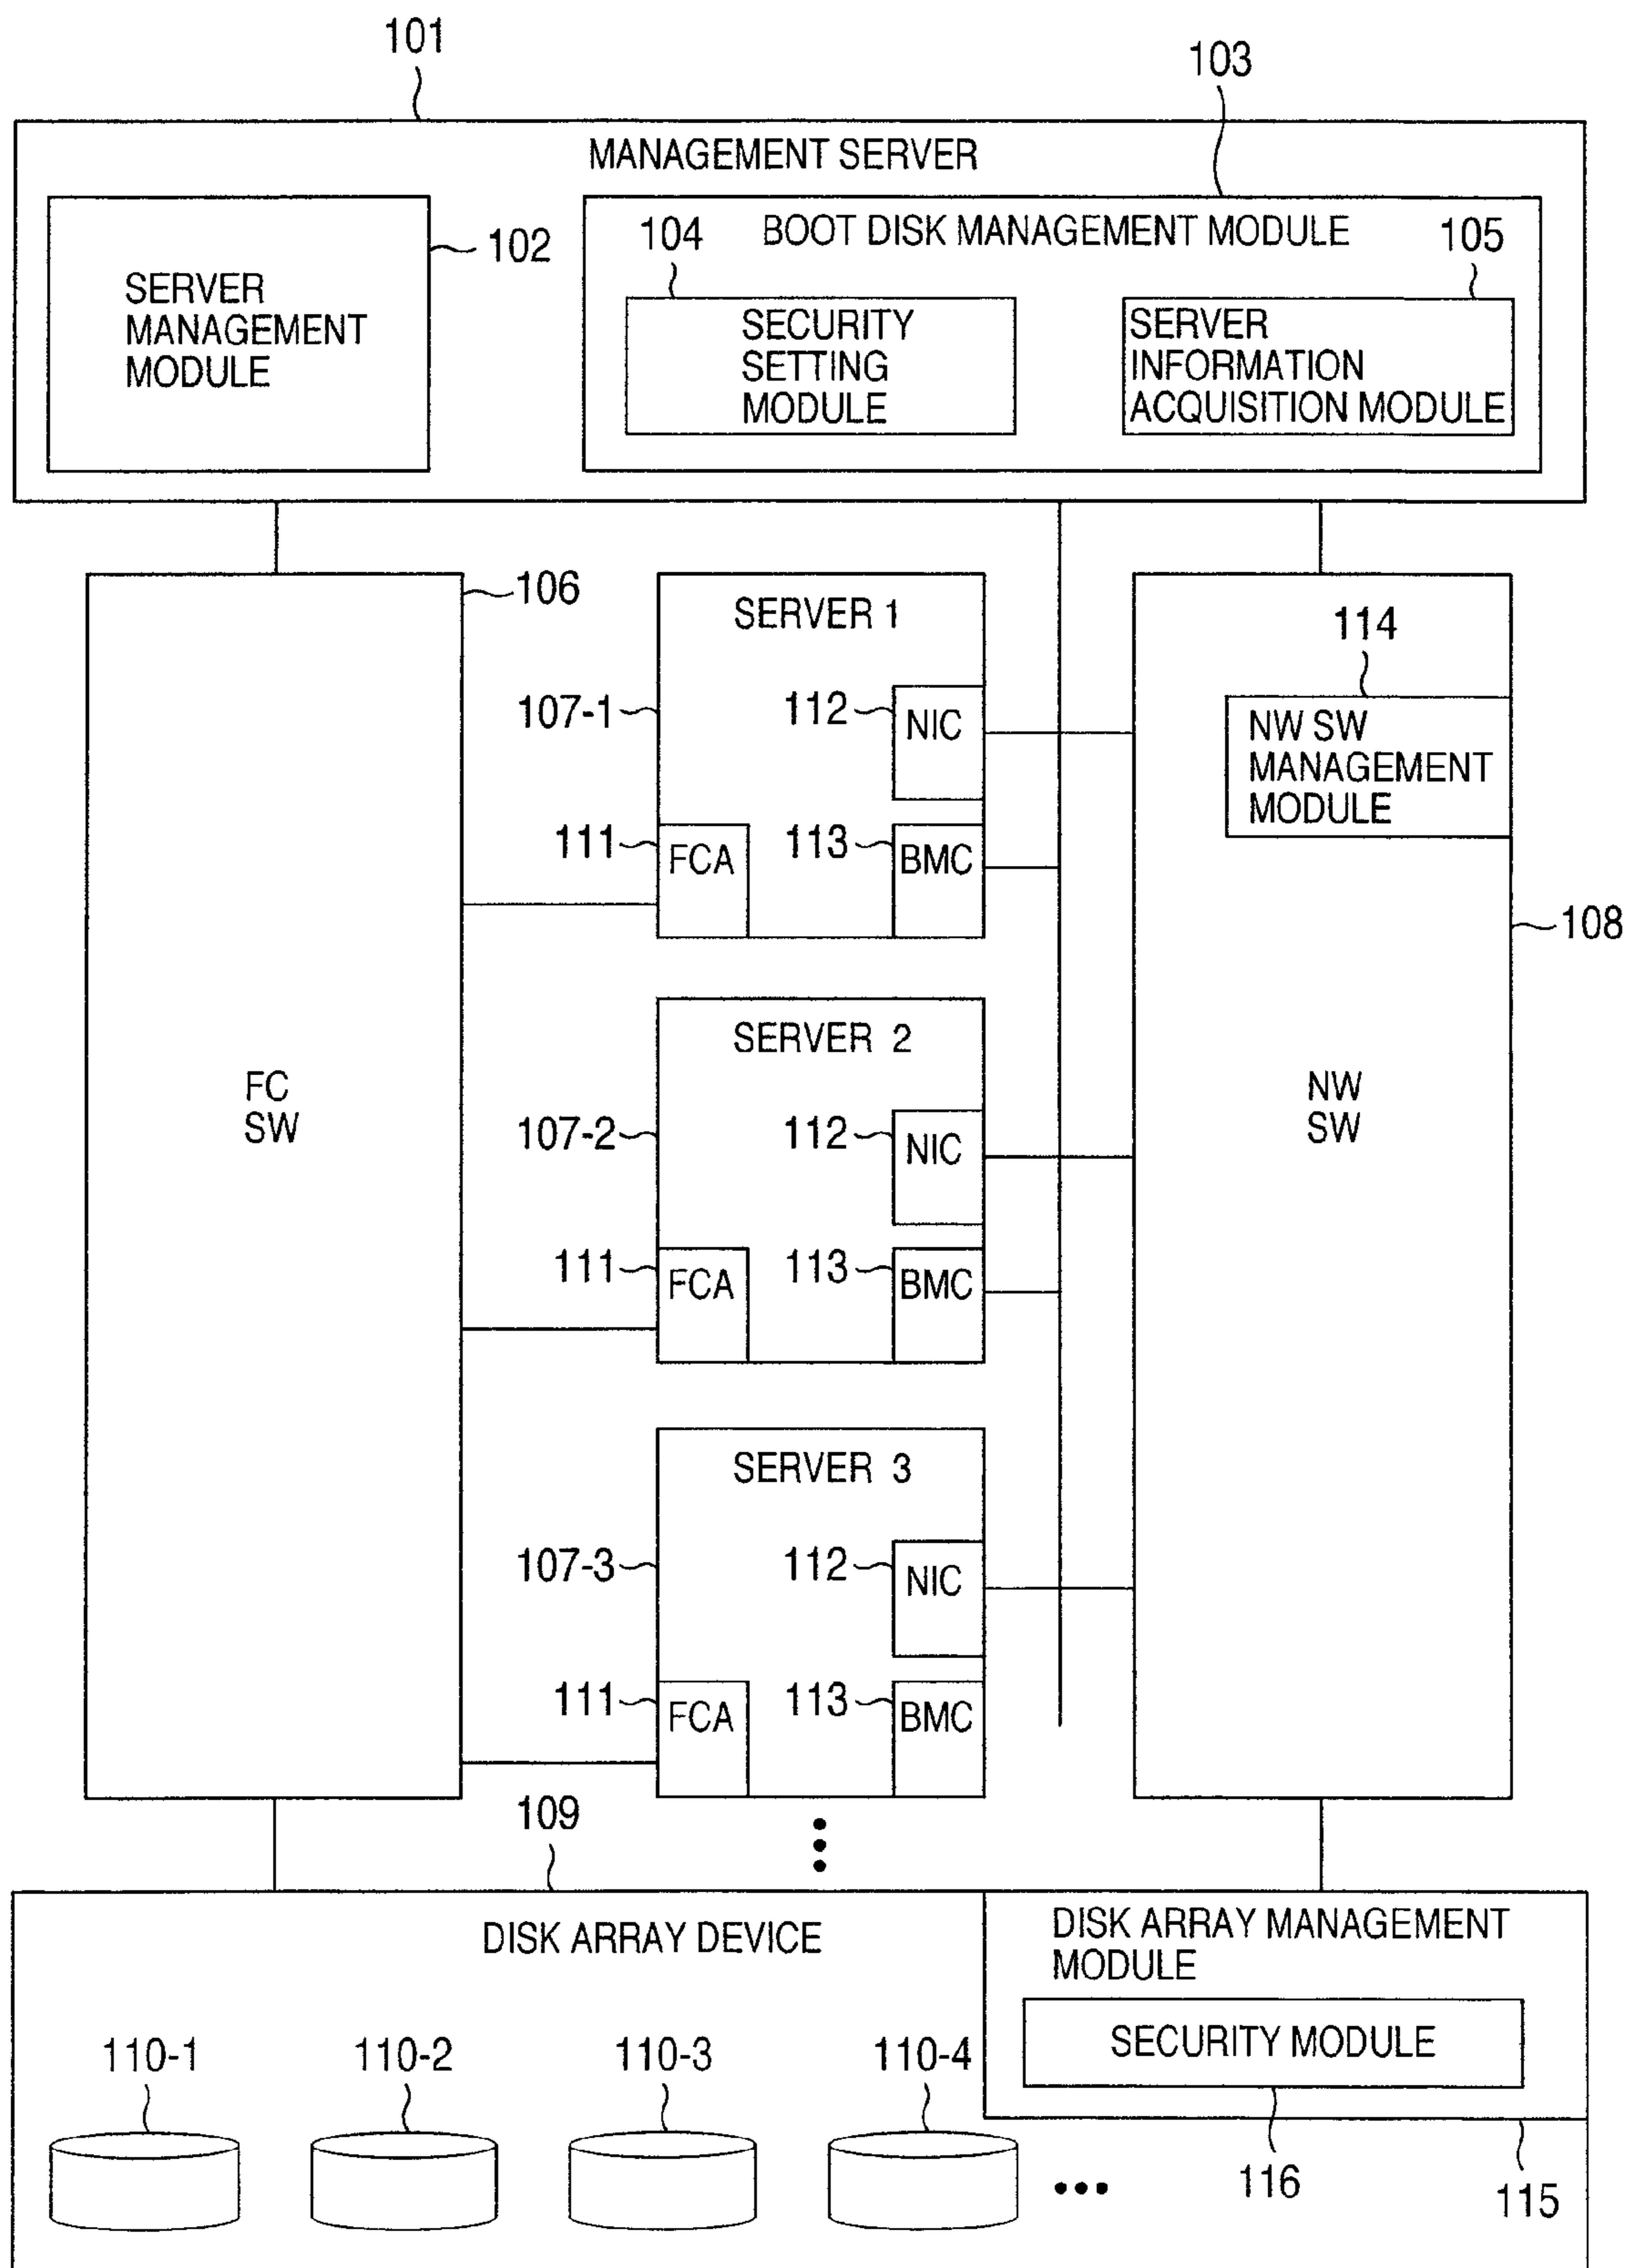 101
103
MANAGEMENT SERVER
102
SERVER
MANAGEMENT
MODULE
104
BOOT DISK MANAGEMENT MODULE
105
SECURITY
SETTING
MODULE
SERVER
INFORMATION
ACQUISITION MODULE
106
FC
SW
SERVER 1
107-1
112
NIC
111
FCA
113
BMC
SERVER 2
107-2
112
NIC
111
FCA
113
BMC
SERVER 3
107-3
112
NIC
111
FCA
113
BMC
114
NW SW
MANAGEMENT
MODULE
108
NW
SW
109
DISK ARRAY DEVICE
DISK ARRAY MANAGEMENT
MODULE
SECURITY MODULE
110-1
110-2
110-3
110-4
116
115